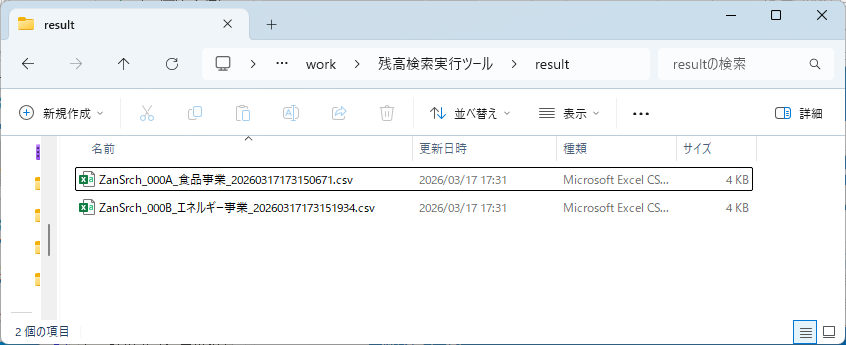 result
work 残高検索実行ツール result resultの検索
新規作成 並べ替え 表示 詳細
名前 更新日時 種類 サイズ
ZanSrch_000A_食品事業_20260317173150671.csv 2026/03/17 17:31 Microsoft Excel CS... 4 KB
ZanSrch_000B_エネルギー事業_20260317173151934.csv 2026/03/17 17:31 Microsoft Excel CS... 4 KB
2 個の項目